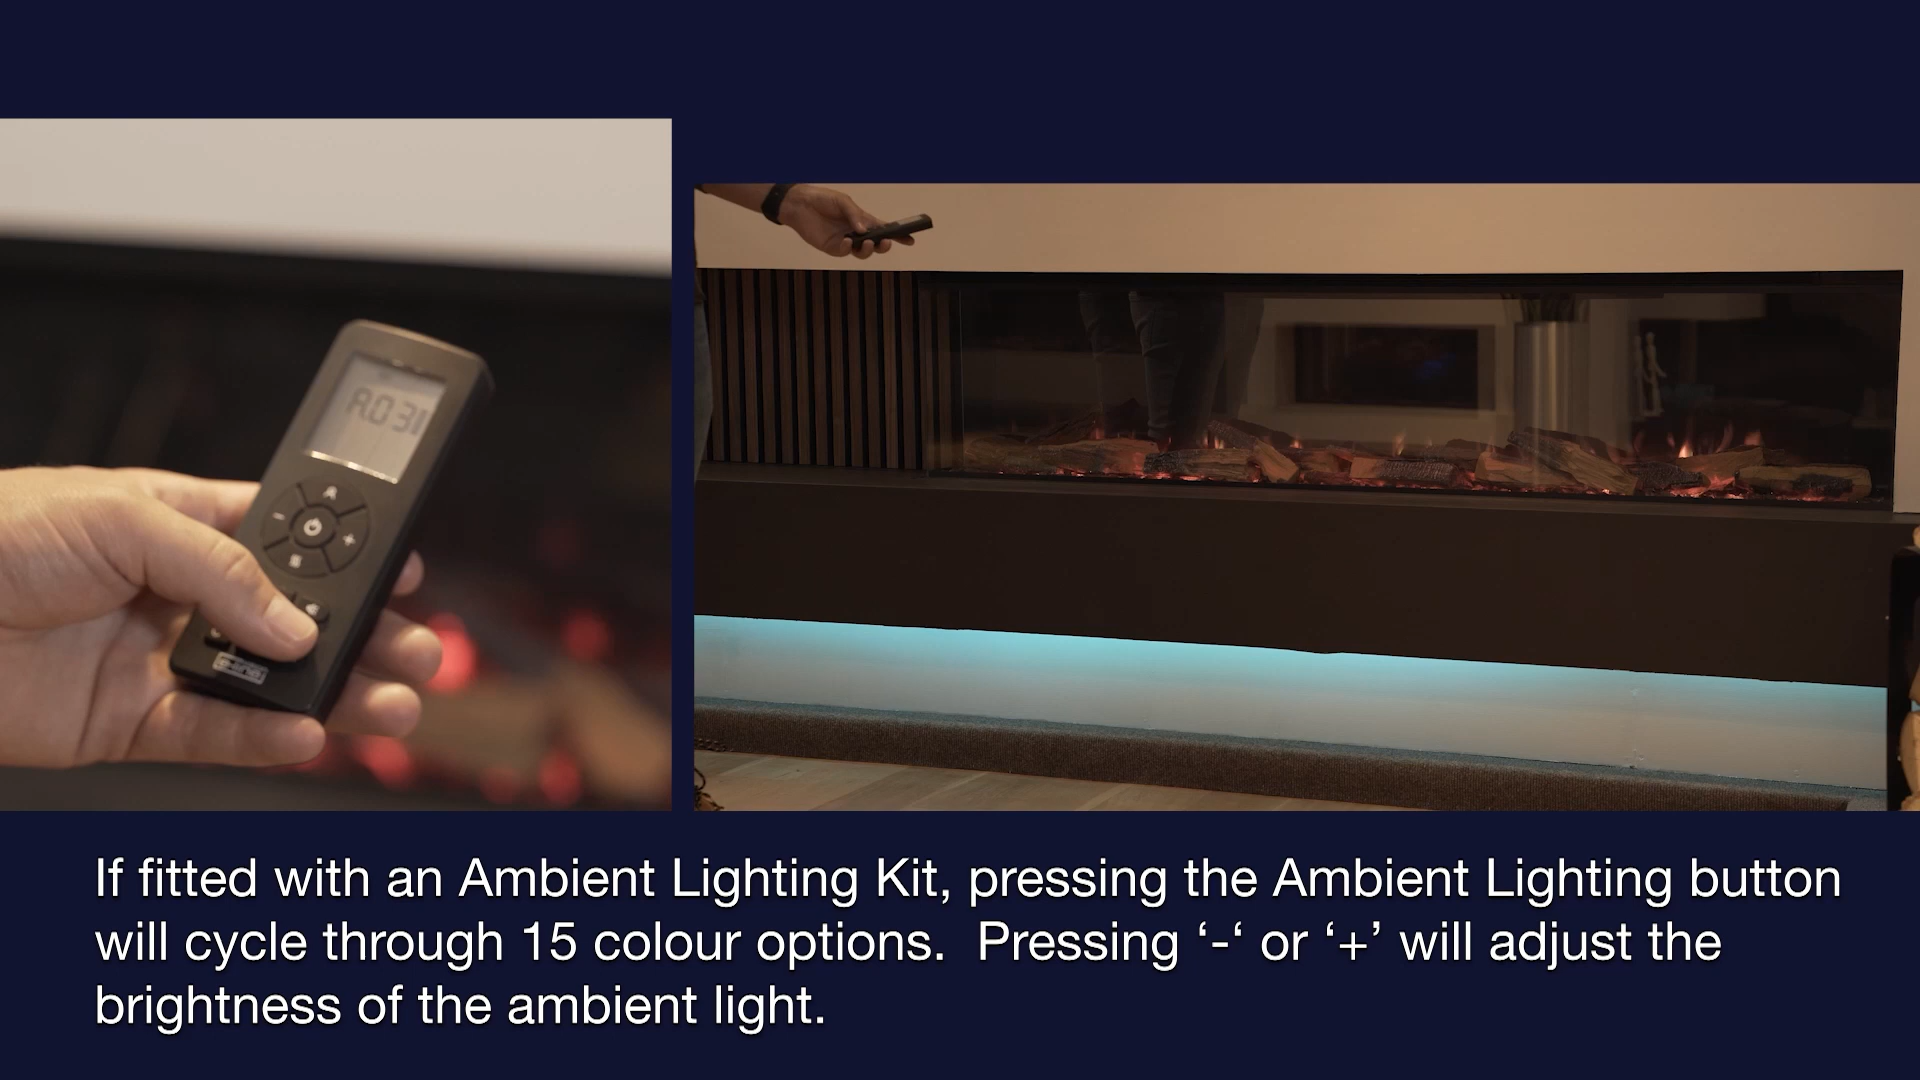 A.031
A
-
+
B
If fitted with an Ambient Lighting Kit, pressing the Ambient Lighting button
will cycle through 15 colour options.  Pressing ‘-‘ or ‘+’ will adjust the
brightness of the ambient light.